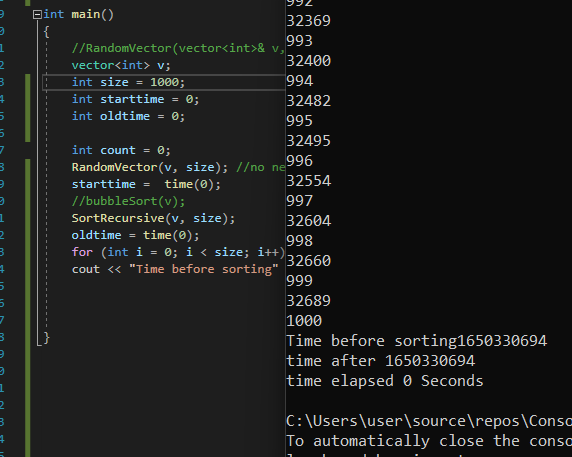 int main()
{
//RandomVector(vector<int>& v,
vector<int> v;
int size = 1000;
int starttime = 0;
int oldtime = 0;
int count = 0;
RandomVector(v, size); //no ne
starttime =  time(0);
//bubbleSort(v);
SortRecursive(v, size);
oldtime = time(0);
for (int i = 0; i < size; i++)
cout << "Time before sorting"
}
992
32369
993
32400
994
32482
995
32495
996
32554
997
32604
998
32660
999
32689
1000
Time before sorting1650330694
time after 1650330694
time elapsed 0 Seconds
C:\Users\user\source\repos\Conso
To automatically close the conso